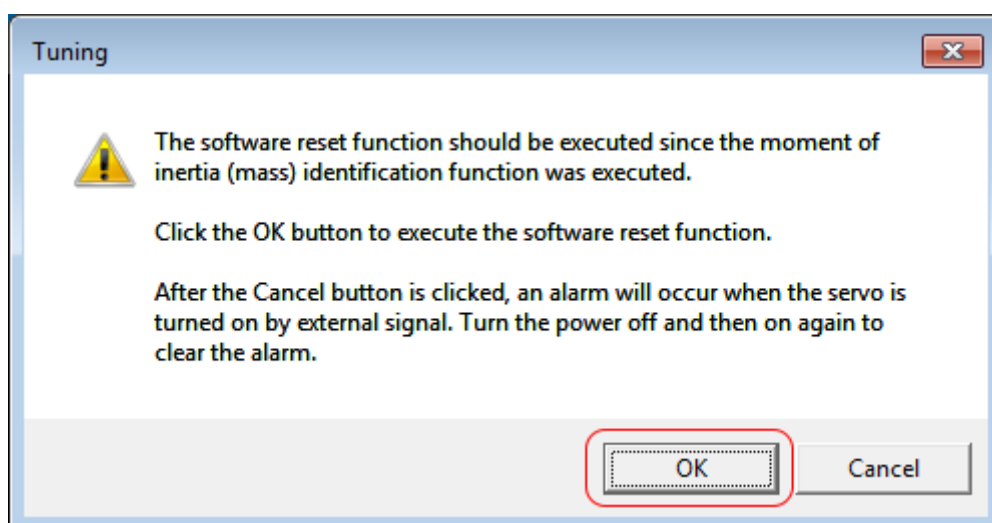 Tuning
The software reset function should be executed since the moment of
inertia (mass) identification function was executed.
Click the OK button to execute the software reset function.
After the Cancel button is clicked, an alarm will occur when the servo is
turned on by external signal. Turn the power off and then on again to
clear the alarm.
OK
Cancel